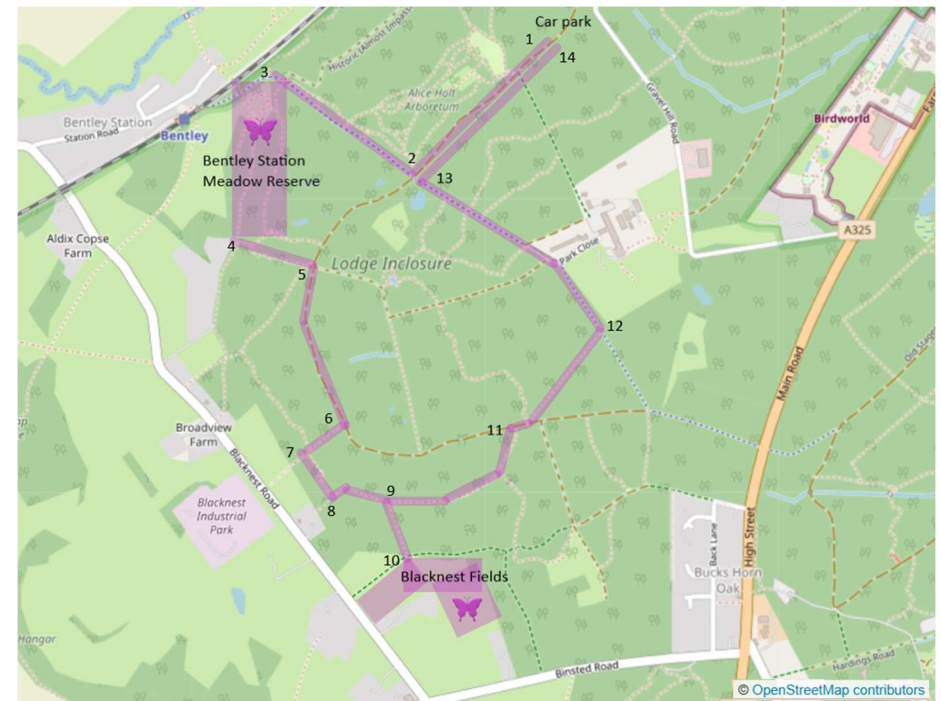 Car park
1
14
Historic (Almost Impass
3
Alice Holt
Arboretum
Gravel Hill Road
Birdworld
Bentley Station
Station Road
Bentley
2
Bentley Station
Meadow Reserve
13
A325
Aldix Copse
Farm
4
5
Lodge Inclosure
Park Close
12
Main Road
Old Stage
6
Broadview
Farm
11
7
Blacknest Road
8
9
Blacknest
Industrial
Park
Back Lane
High Street
10
Blacknest Fields
Bucks Horn
Oak
Hangar
Binsted Road
Hardings Road
© OpenStreetMap contributors